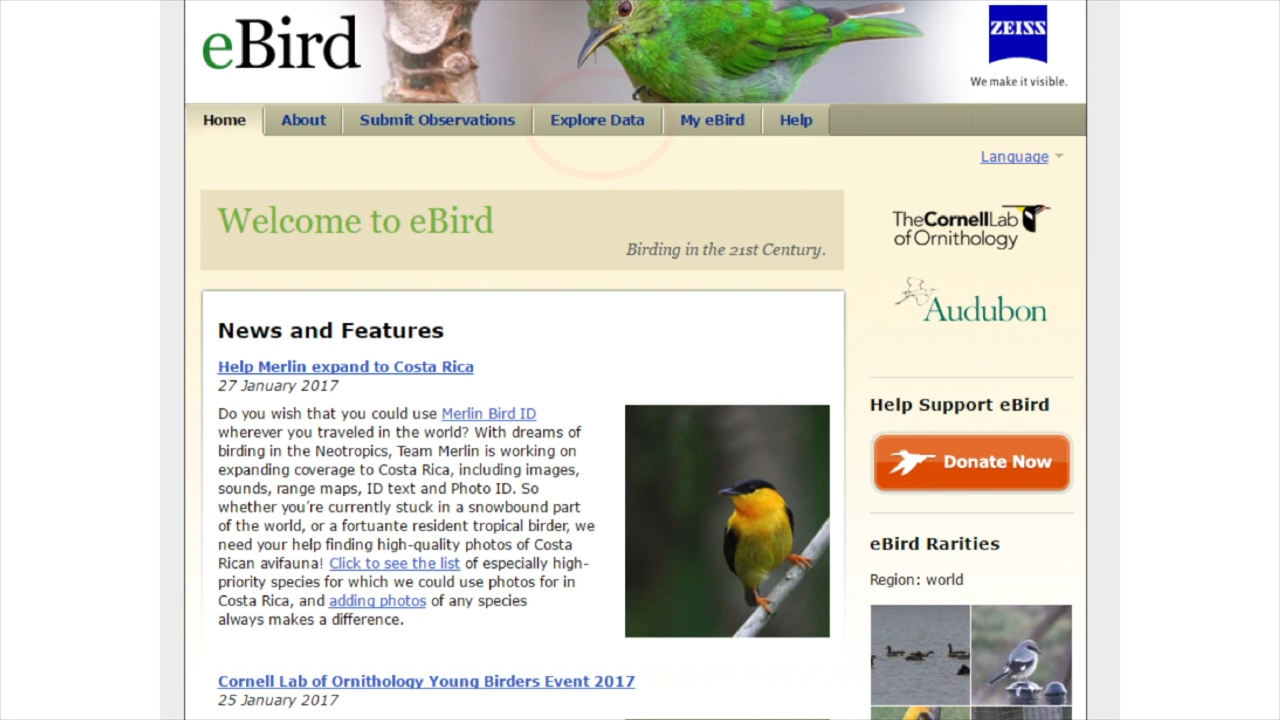 eBird
ZEISS
We make it visible.
Home
About
Submit Observations
Explore Data
My eBird
Help
Language
Welcome to eBird
Birding in the 21st Century.
The CornellLab
of Ornithology
Audubon
News and Features
Help Merlin expand to Costa Rica
27 January 2017
Do you wish that you could use Merlin Bird ID
wherever you traveled in the world? With dreams of
birding in the Neotropics, Team Merlin is working on
expanding coverage to Costa Rica, including images,
sounds, range maps, ID text and Photo ID. So
whether you're currently stuck in a snowbound part
of the world, or a fortuante resident tropical birder, we
need your help finding high-quality photos of Costa
Rican avifauna! Click to see the list of especially high-
priority species for which we could use photos for in
Costa Rica, and adding photos of any species
always makes a difference.
Help Support eBird
Donate Now
eBird Rarities
Region: world
Cornell Lab of Ornithology Young Birders Event 2017
25 January 2017